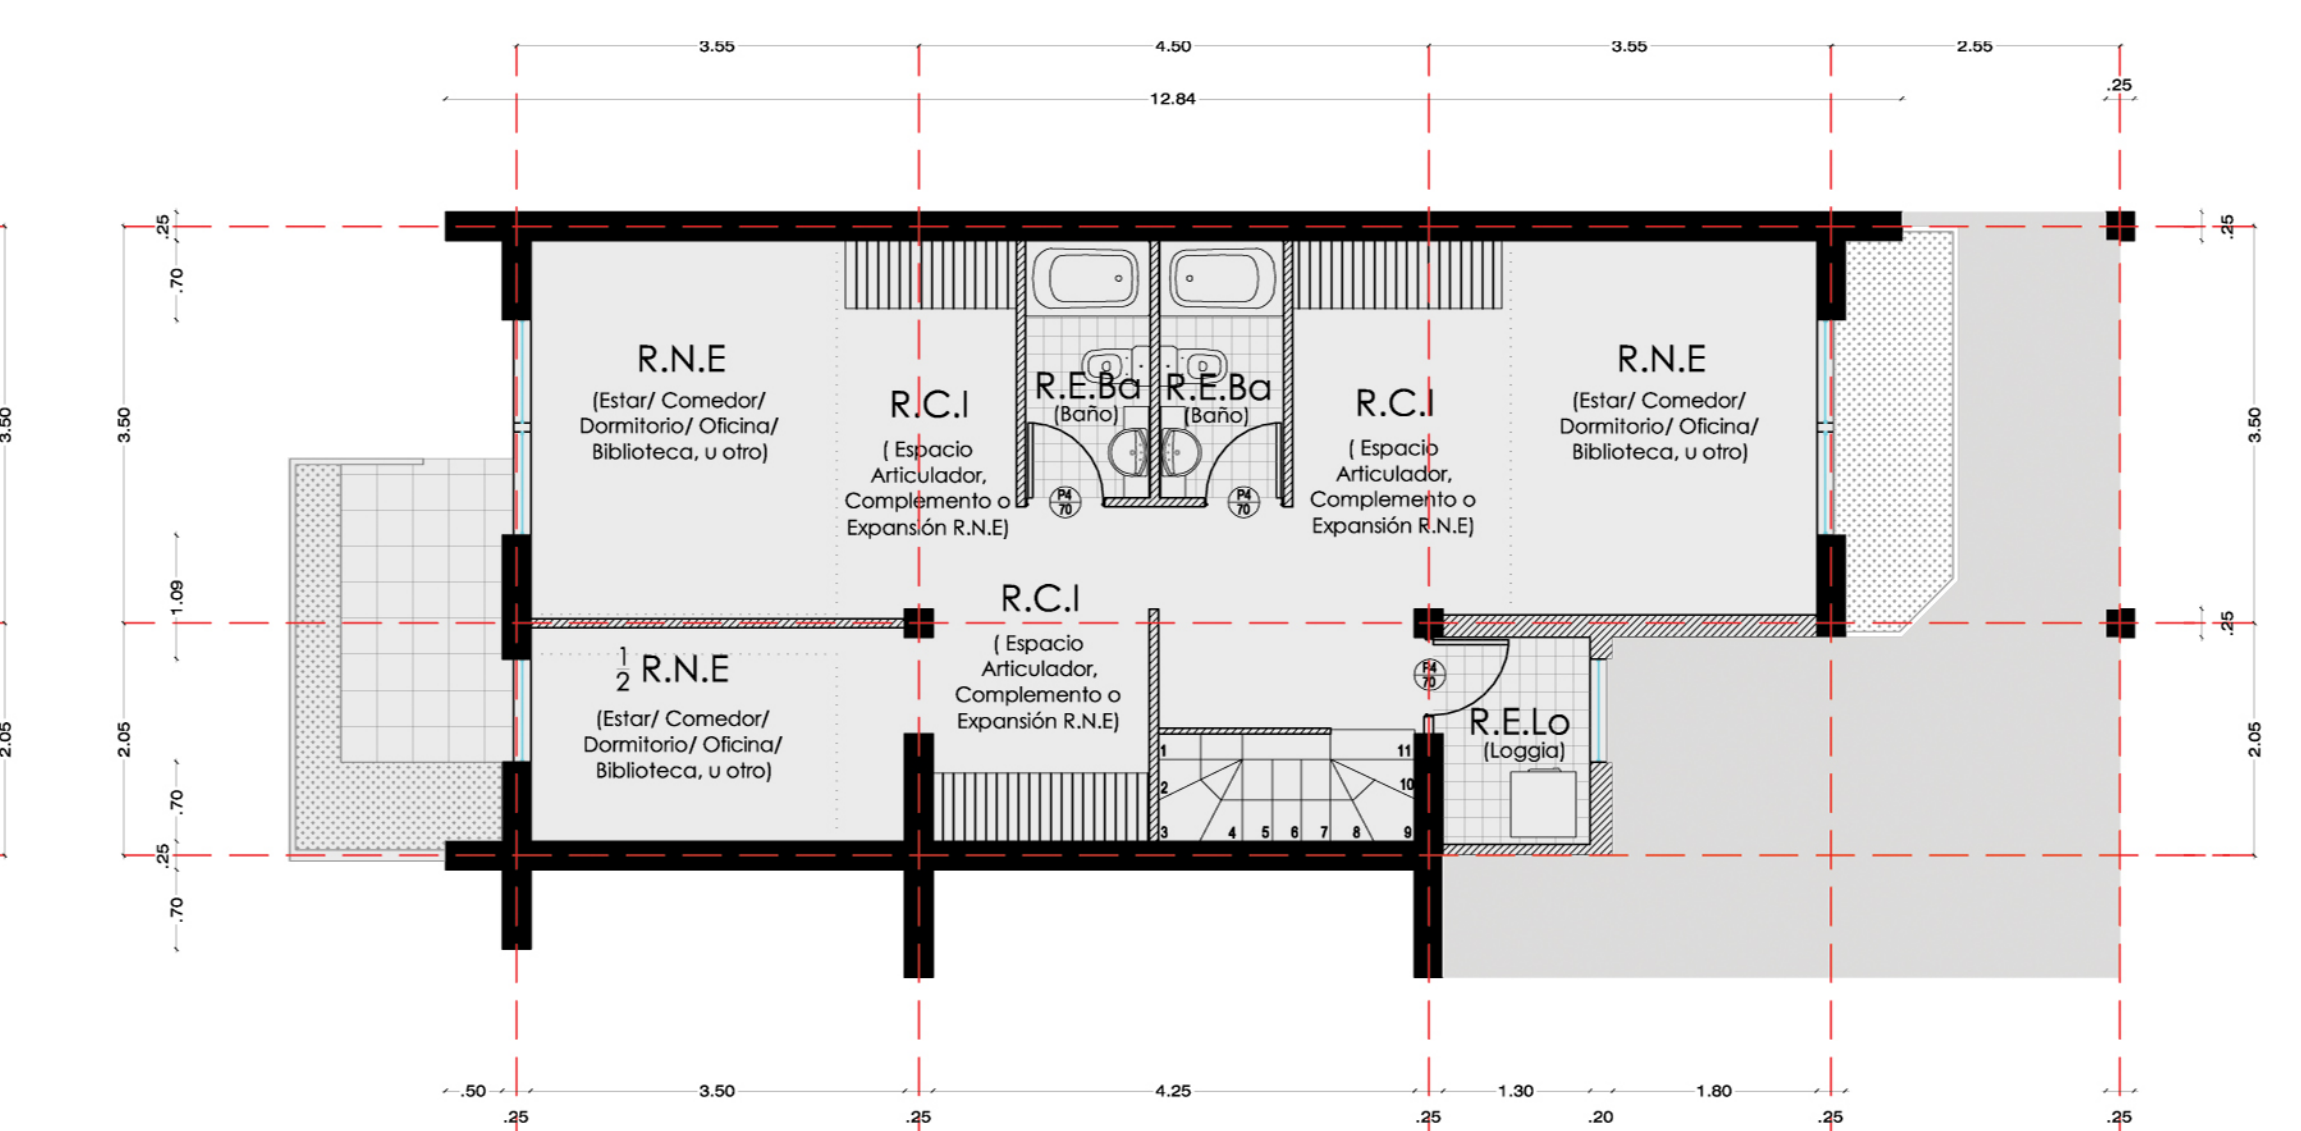 3.55
4.50
3.55
2.55
12.84
.25
.25
.70
3.50
3.50
1.09
2.05
2.05
.70
.25
.70
.25
3.50
.25
2.05
R.N.E
(Estar/ Comedor/
Dormitorio/ Oficina/
Biblioteca, u otro)
R.C.I
( Espacio
Articulador,
Complemento o
Expansión R.N.E)
R.E.Ba
(Baño)
P4
70
R.E.Ba
(Baño)
P4
70
R.C.I
( Espacio
Articulador,
Complemento o
Expansión R.N.E)
R.N.E
(Estar/ Comedor/
Dormitorio/ Oficina/
Biblioteca, u otro)
1
2
R.N.E
(Estar/ Comedor/
Dormitorio/ Oficina/
Biblioteca, u otro)
R.C.I
( Espacio
Articulador,
Complemento o
Expansión R.N.E)
P4
70
R.E.Lo
(Loggia)
1
11
2
10
3
4
5
6
7
8
9
.50
3.50
4.25
1.30
1.80
.25
.25
.25
.20
.25
.25